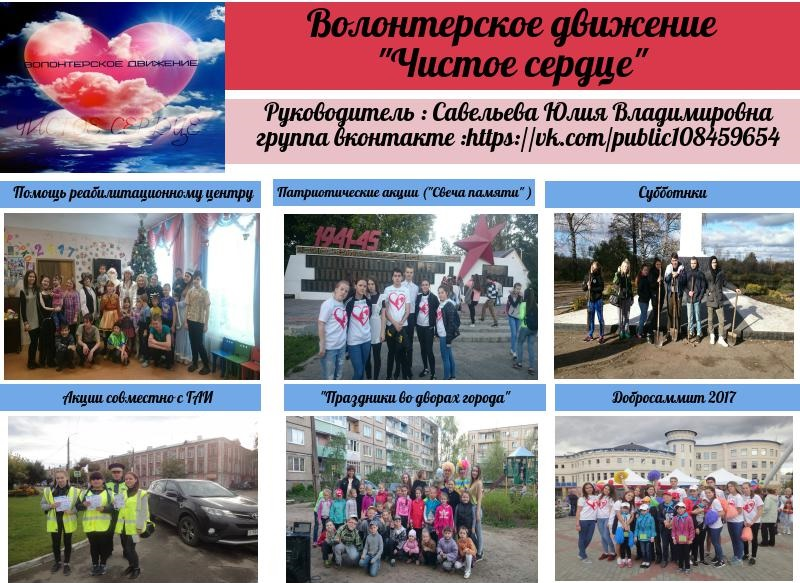 Волонтерское движение
"Чистое сердце"
ВОЛОНТЕРСКОЕ ДВИЖЕНИЕ
ЧИСТОЕ СЕРДЦЕ
Руководитель : Савельева Юлия Владимировна
группа вконтакте :https://vk.com/public108459654
Помощь реабилитационному центру
Патриотические акции ("Свеча памяти")
Субботнки
1941-45
Акции совместно с ГАИ
"Праздники во дворах города"
Добросаммит 2017